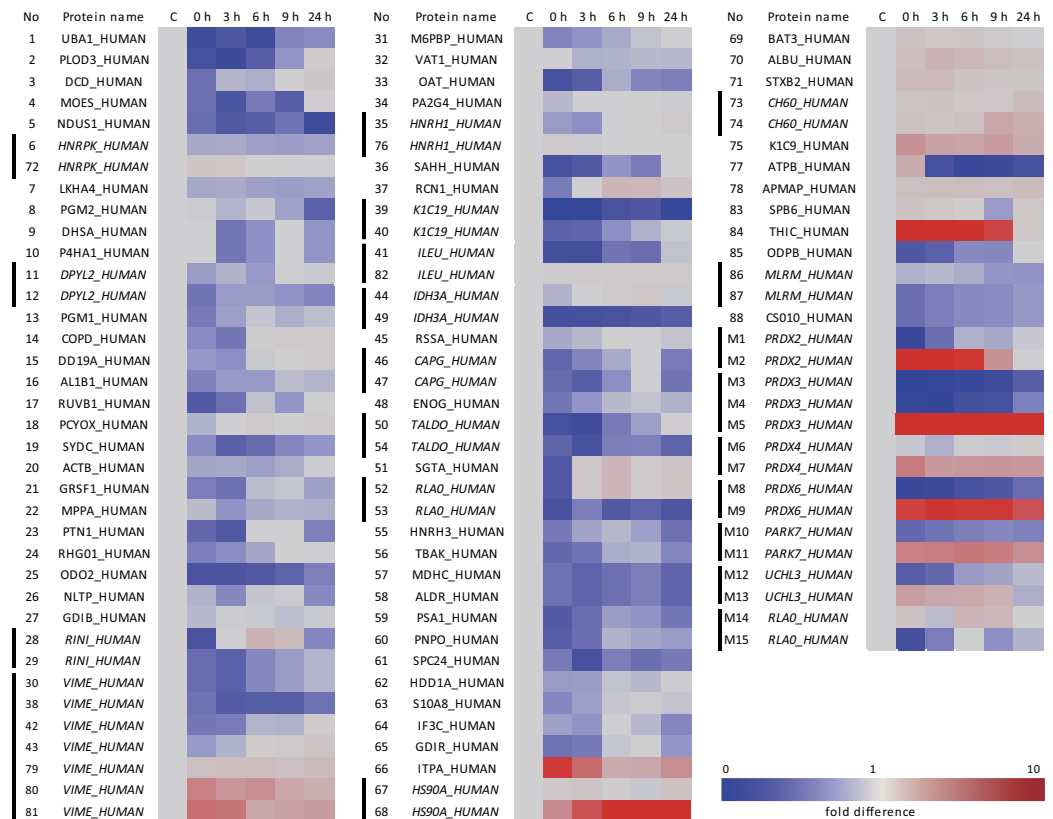 No Protein name C 0 h 3 h 6 h 9 h 24 h
1 UBA1_HUMAN
2 PLOD3_HUMAN
3 DCD_HUMAN
4 MOES_HUMAN
5 NDUS1_HUMAN
6 HNRPK_HUMAN
72 HNRPK_HUMAN
7 LKHA4_HUMAN
8 PGM2_HUMAN
9 DHSA_HUMAN
10 P4HA1_HUMAN
11 DPYL2_HUMAN
12 DPYL2_HUMAN
13 PGM1_HUMAN
14 COPD_HUMAN
15 DD19A_HUMAN
16 AL1B1_HUMAN
17 RUVB1_HUMAN
18 PCYOX_HUMAN
19 SYDC_HUMAN
20 ACTB_HUMAN
21 GRSF1_HUMAN
22 MPPA_HUMAN
23 PTN1_HUMAN
24 RHG01_HUMAN
25 ODO2_HUMAN
26 NLTP_HUMAN
27 GDIB_HUMAN
28 RINI_HUMAN
29 RINI_HUMAN
30 VIME_HUMAN
38 VIME_HUMAN
42 VIME_HUMAN
43 VIME_HUMAN
79 VIME_HUMAN
80 VIME_HUMAN
81 VIME_HUMAN
No Protein name C 0 h 3 h 6 h 9 h 24 h
31 M6PBP_HUMAN
32 VAT1_HUMAN
33 OAT_HUMAN
34 PA2G4_HUMAN
35 HNRH1_HUMAN
76 HNRH1_HUMAN
36 SAHH_HUMAN
37 RCN1_HUMAN
39 K1C19_HUMAN
40 K1C19_HUMAN
41 ILEU_HUMAN
82 ILEU_HUMAN
44 IDH3A_HUMAN
49 IDH3A_HUMAN
45 RSSA_HUMAN
46 CAPG_HUMAN
47 CAPG_HUMAN
48 ENOG_HUMAN
50 TALDO_HUMAN
54 TALDO_HUMAN
51 SGTA_HUMAN
52 RLA0_HUMAN
53 RLA0_HUMAN
55 HNRH3_HUMAN
56 TBAK_HUMAN
57 MDHC_HUMAN
58 ALDR_HUMAN
59 PSA1_HUMAN
60 PNPO_HUMAN
61 SPC24_HUMAN
62 HDD1A_HUMAN
63 S10A8_HUMAN
64 IF3C_HUMAN
65 GDIR_HUMAN
66 ITPA_HUMAN
67 HS90A_HUMAN
68 HS90A_HUMAN
No Protein name C 0 h 3 h 6 h 9 h 24 h
69 BAT3_HUMAN
70 ALBU_HUMAN
71 STXB2_HUMAN
73 CH60_HUMAN
74 CH60_HUMAN
75 K1C9_HUMAN
77 ATPB_HUMAN
78 APMAP_HUMAN
83 SPB6_HUMAN
84 THIC_HUMAN
85 ODPB_HUMAN
86 MLRM_HUMAN
87 MLRM_HUMAN
88 CS010_HUMAN
M1 PRDX2_HUMAN
M2 PRDX2_HUMAN
M3 PRDX3_HUMAN
M4 PRDX3_HUMAN
M5 PRDX3_HUMAN
M6 PRDX4_HUMAN
M7 PRDX4_HUMAN
M8 PRDX6_HUMAN
M9 PRDX6_HUMAN
M10 PARK7_HUMAN
M11 PARK7_HUMAN
M12 UCHL3_HUMAN
M13 UCHL3_HUMAN
M14 RLA0_HUMAN
M15 RLA0_HUMAN
0 1 10
fold difference